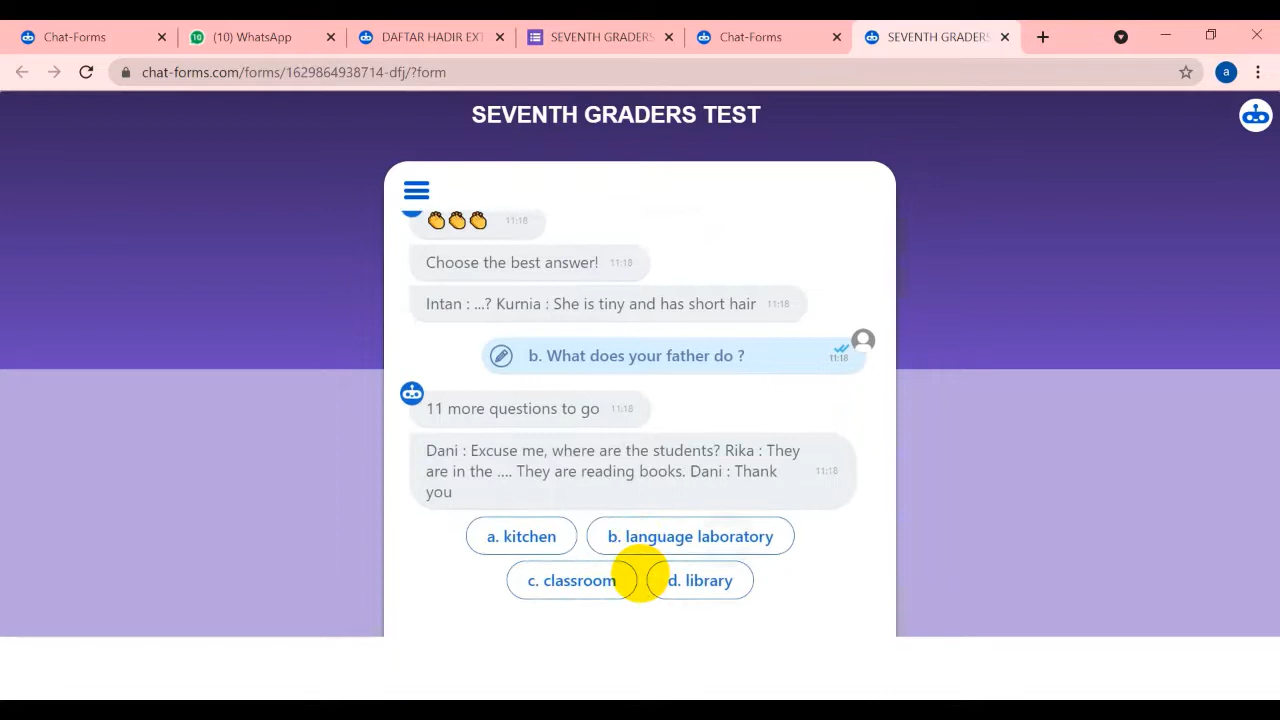 Chat-Forms
10
(10) WhatsApp
DAFTAR HADIR EXT
SEVENTH GRADERS
Chat-Forms
SEVENTH GRADERS
chat-forms.com/forms/1629864938714-dfj/?form
a
SEVENTH GRADERS TEST
11:18
Choose the best answer! 11:18
Intan : ...? Kurnia : She is tiny and has short hair 11:18
b. What does your father do ? 11:18
11 more questions to go 11:18
Dani : Excuse me, where are the students? Rika : They
are in the .... They are reading books. Dani : Thank 11:18
you
a. kitchen b. language laboratory
c. classroom d. library